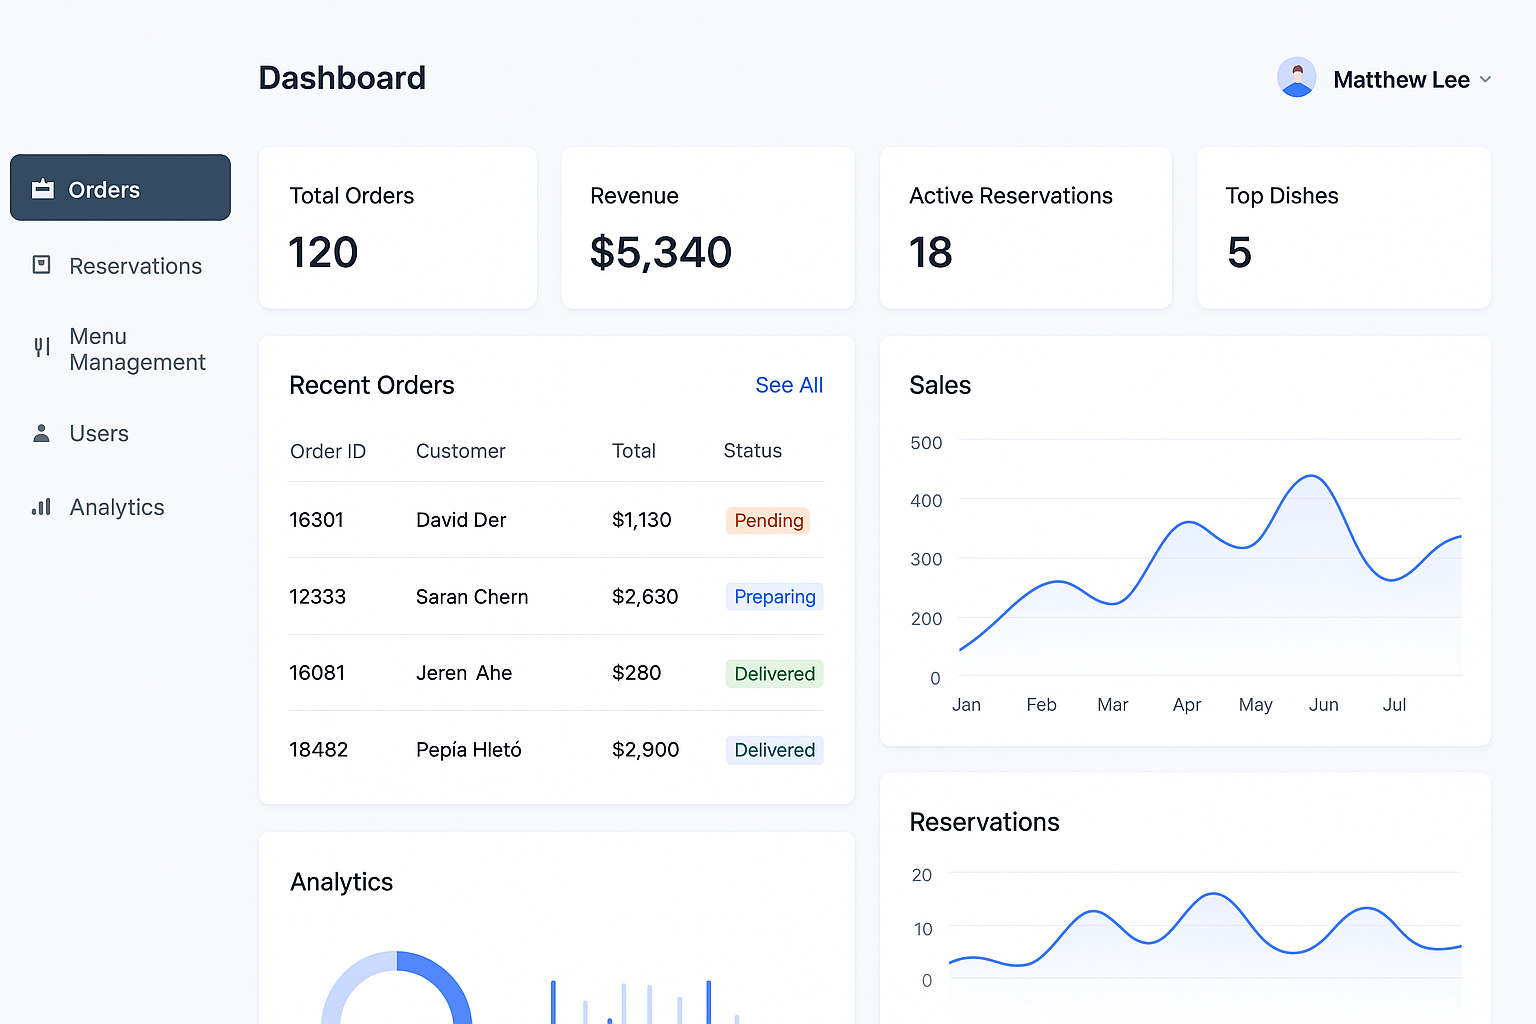 Dashboard
Matthew Lee
Orders
Reservations
Menu
Management
Users
Analytics
Total Orders
120
Revenue
$5,340
Active Reservations
18
Top Dishes
5
Recent Orders
See All
Order ID Customer Total Status
16301 David Der $1,130 Pending
12333 Saran Chern $2,630 Preparing
16081 Jeren Ahe $280 Delivered
18482 Pepía Hletó $2,900 Delivered
Sales
500
400
300
200
0
Jan Feb Mar Apr May Jun Jul
Analytics
Reservations
20
10
0